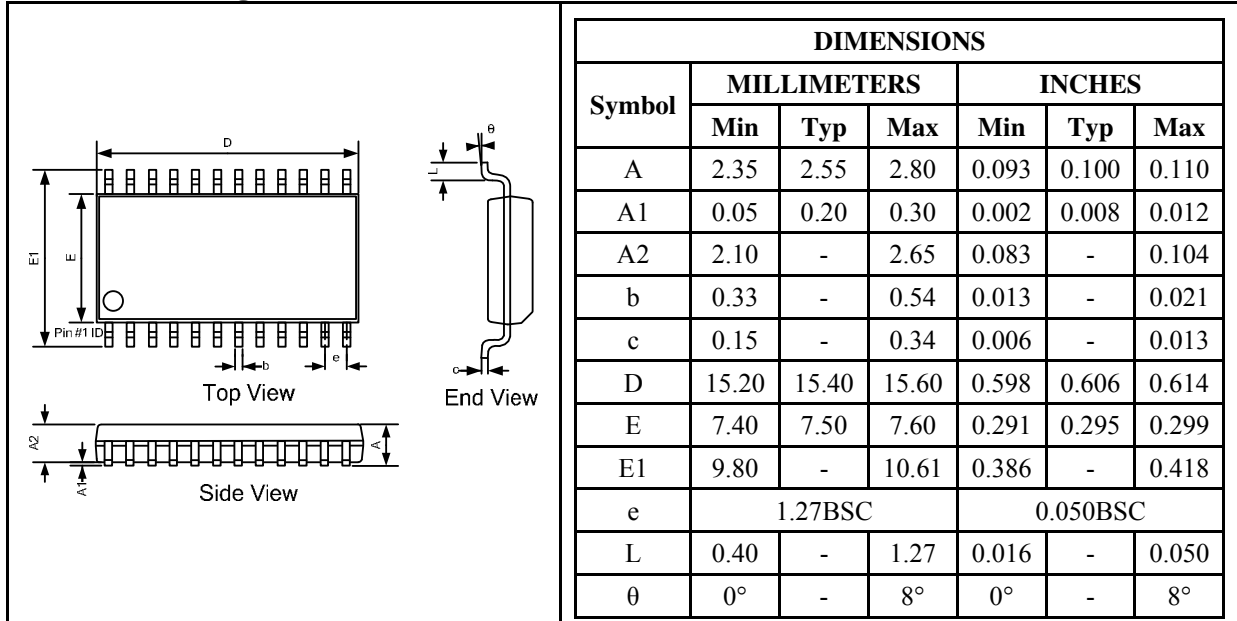 D
E1
E
Pin #1 ID
b
e
Top View
θ
L
c
End View
A2
A1
A
Side View
DIMENSIONS
Symbol MILLIMETERS INCHES
Min Typ Max Min Typ Max
A 2.35 2.55 2.80 0.093 0.100 0.110
A1 0.05 0.20 0.30 0.002 0.008 0.012
A2 2.10 - 2.65 0.083 - 0.104
b 0.33 - 0.54 0.013 - 0.021
c 0.15 - 0.34 0.006 - 0.013
D 15.20 15.40 15.60 0.598 0.606 0.614
E 7.40 7.50 7.60 0.291 0.295 0.299
E1 9.80 - 10.61 0.386 - 0.418
e 1.27BSC 0.050BSC
L 0.40 - 1.27 0.016 - 0.050
θ 0° - 8° 0° - 8°